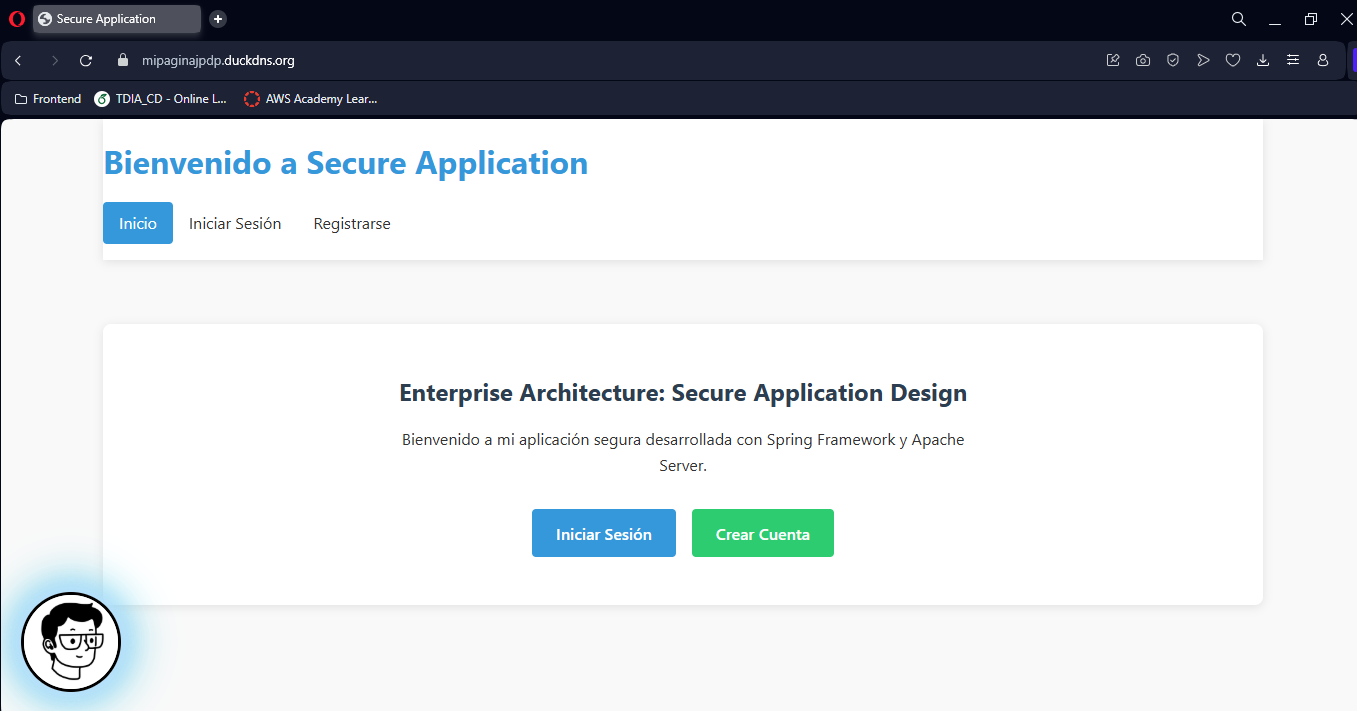 Secure Application
mipaginajpdp.duckdns.org
Frontend TDIA_CD - Online L... AWS Academy Lear...
Bienvenido a Secure Application
Inicio Iniciar Sesión Registrarse
Enterprise Architecture: Secure Application Design
Bienvenido a mi aplicación segura desarrollada con Spring Framework y Apache
Server.
Iniciar Sesión Crear Cuenta